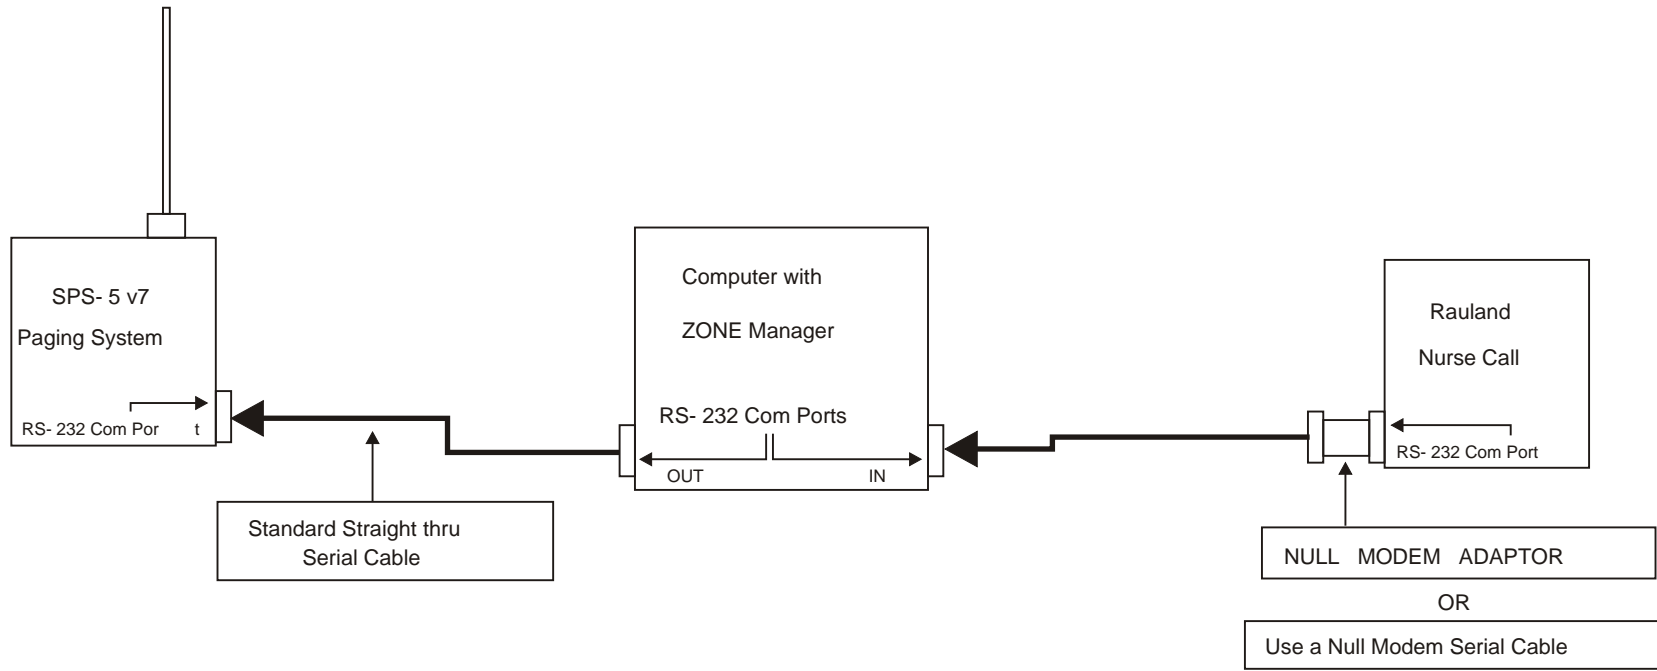 SPS- 5 v7
Paging System
RS- 232 Com Por t
Standard Straight thru
Serial Cable
Computer with
ZONE Manager
RS- 232 Com Ports
OUT
IN
Rauland
Nurse Call
RS- 232 Com Port
NULL MODEM ADAPTOR
OR
Use a Null Modem Serial Cable